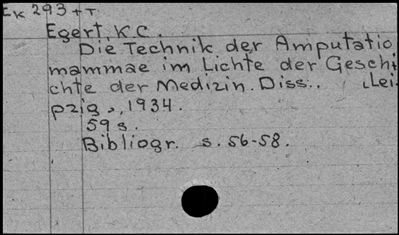 Ek 293 + T
Egert, K.C.
Die Technik der Amputatio
mammae im Lichte der Geschi
chte der Medizin. Diss.. Lei
pzig., 1934.
59 s.
Bibliogr. s. 56-58.